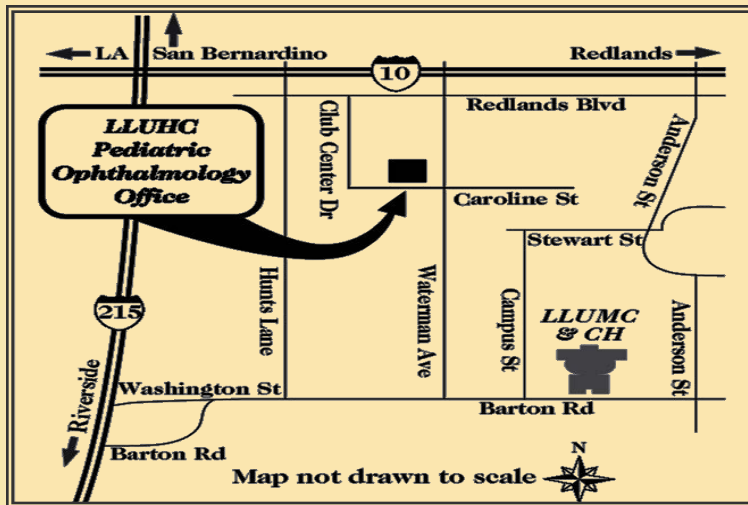 LA
San Bernardino
Redlands
10
Redlands Blvd
LLUHC
Pediatric
Ophthalmology
Office
Club Center Dr
Anderson St
Caroline St
Stewart St
Hunts Lane
Waterman Ave
Campus St
LLUMC
& CH
Anderson St
215
Riverside
Washington St
Barton Rd
Barton Rd
N
Map not drawn to scale